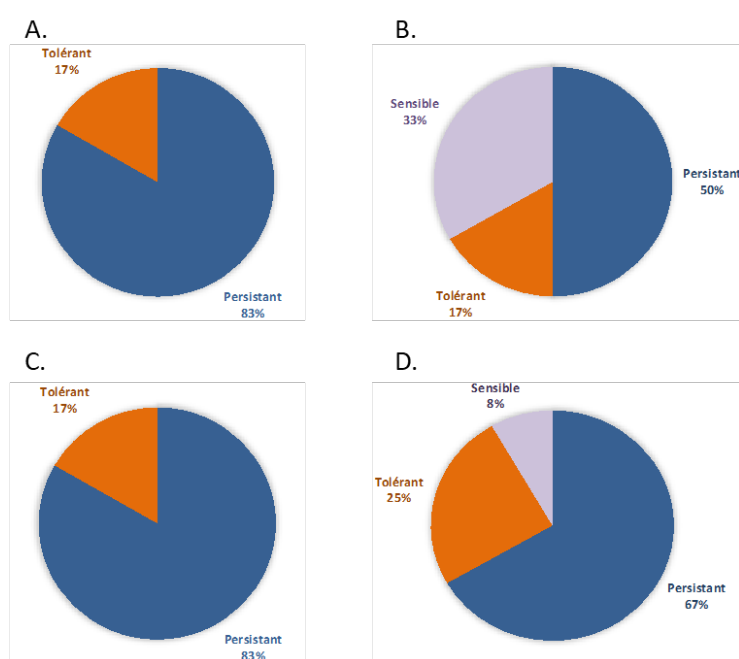 A.
Tolérant
17%
Persistant
83%
B.
Sensible
33%
Persistant
50%
Tolérant
17%
C.
Tolérant
17%
Persistant
83%
D.
Sensible
8%
Tolérant
25%
Persistant
67%